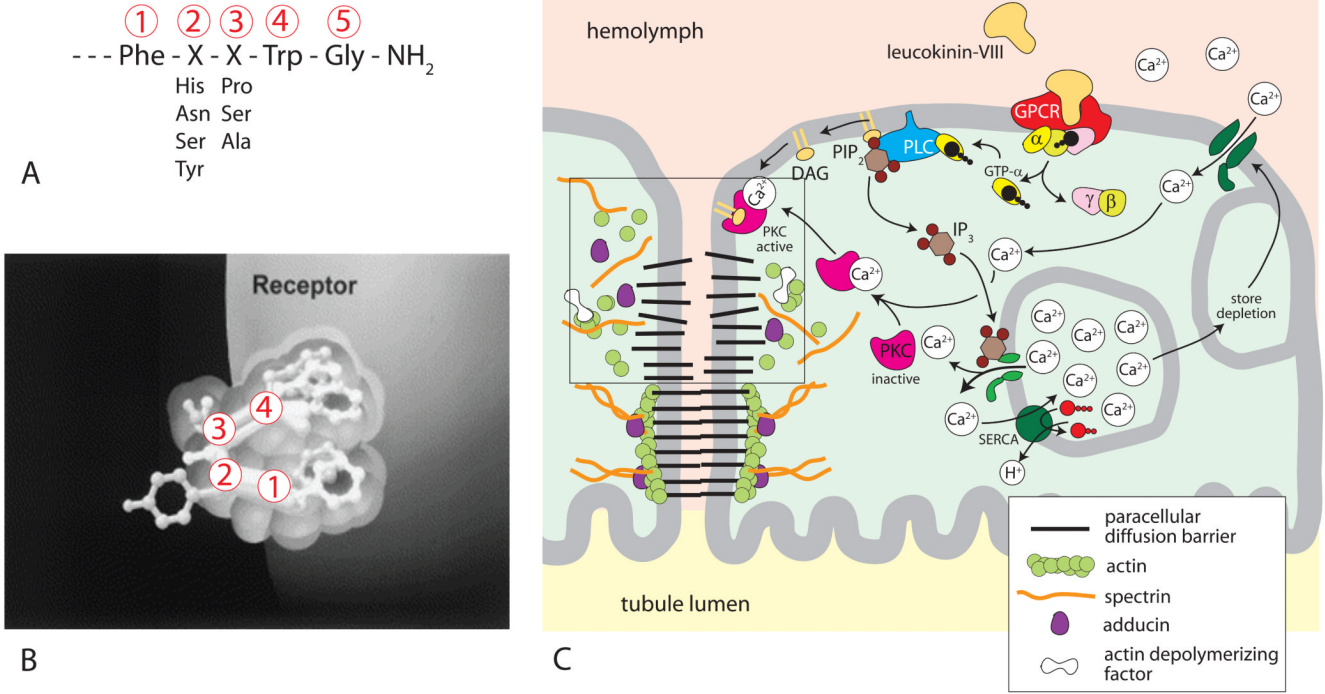 ① ② ③ ④ ⑤
--- Phe - X - X - Trp - Gly - NH₂
His Pro
Asn Ser
Ser Ala
Tyr
A
Receptor
④
③
②
①
B
hemolymph
leucokinin-VIII
Ca²⁺
Ca²⁺
Ca²⁺
GPCR
α
PIP₂
PLC
DAG
GTP-α
γ β
Ca²⁺
Ca²⁺
PKC
active
IP₃
Ca²⁺
Ca²⁺
store
depletion
PKC
inactive
Ca²⁺
Ca²⁺
Ca²⁺
Ca²⁺
Ca²⁺
Ca²⁺
Ca²⁺
Ca²⁺
Ca²⁺
Ca²⁺
SERCA
H⁺
tubule lumen
paracellular
diffusion barrier
actin
spectrin
adducin
actin depolymerizing
factor
C